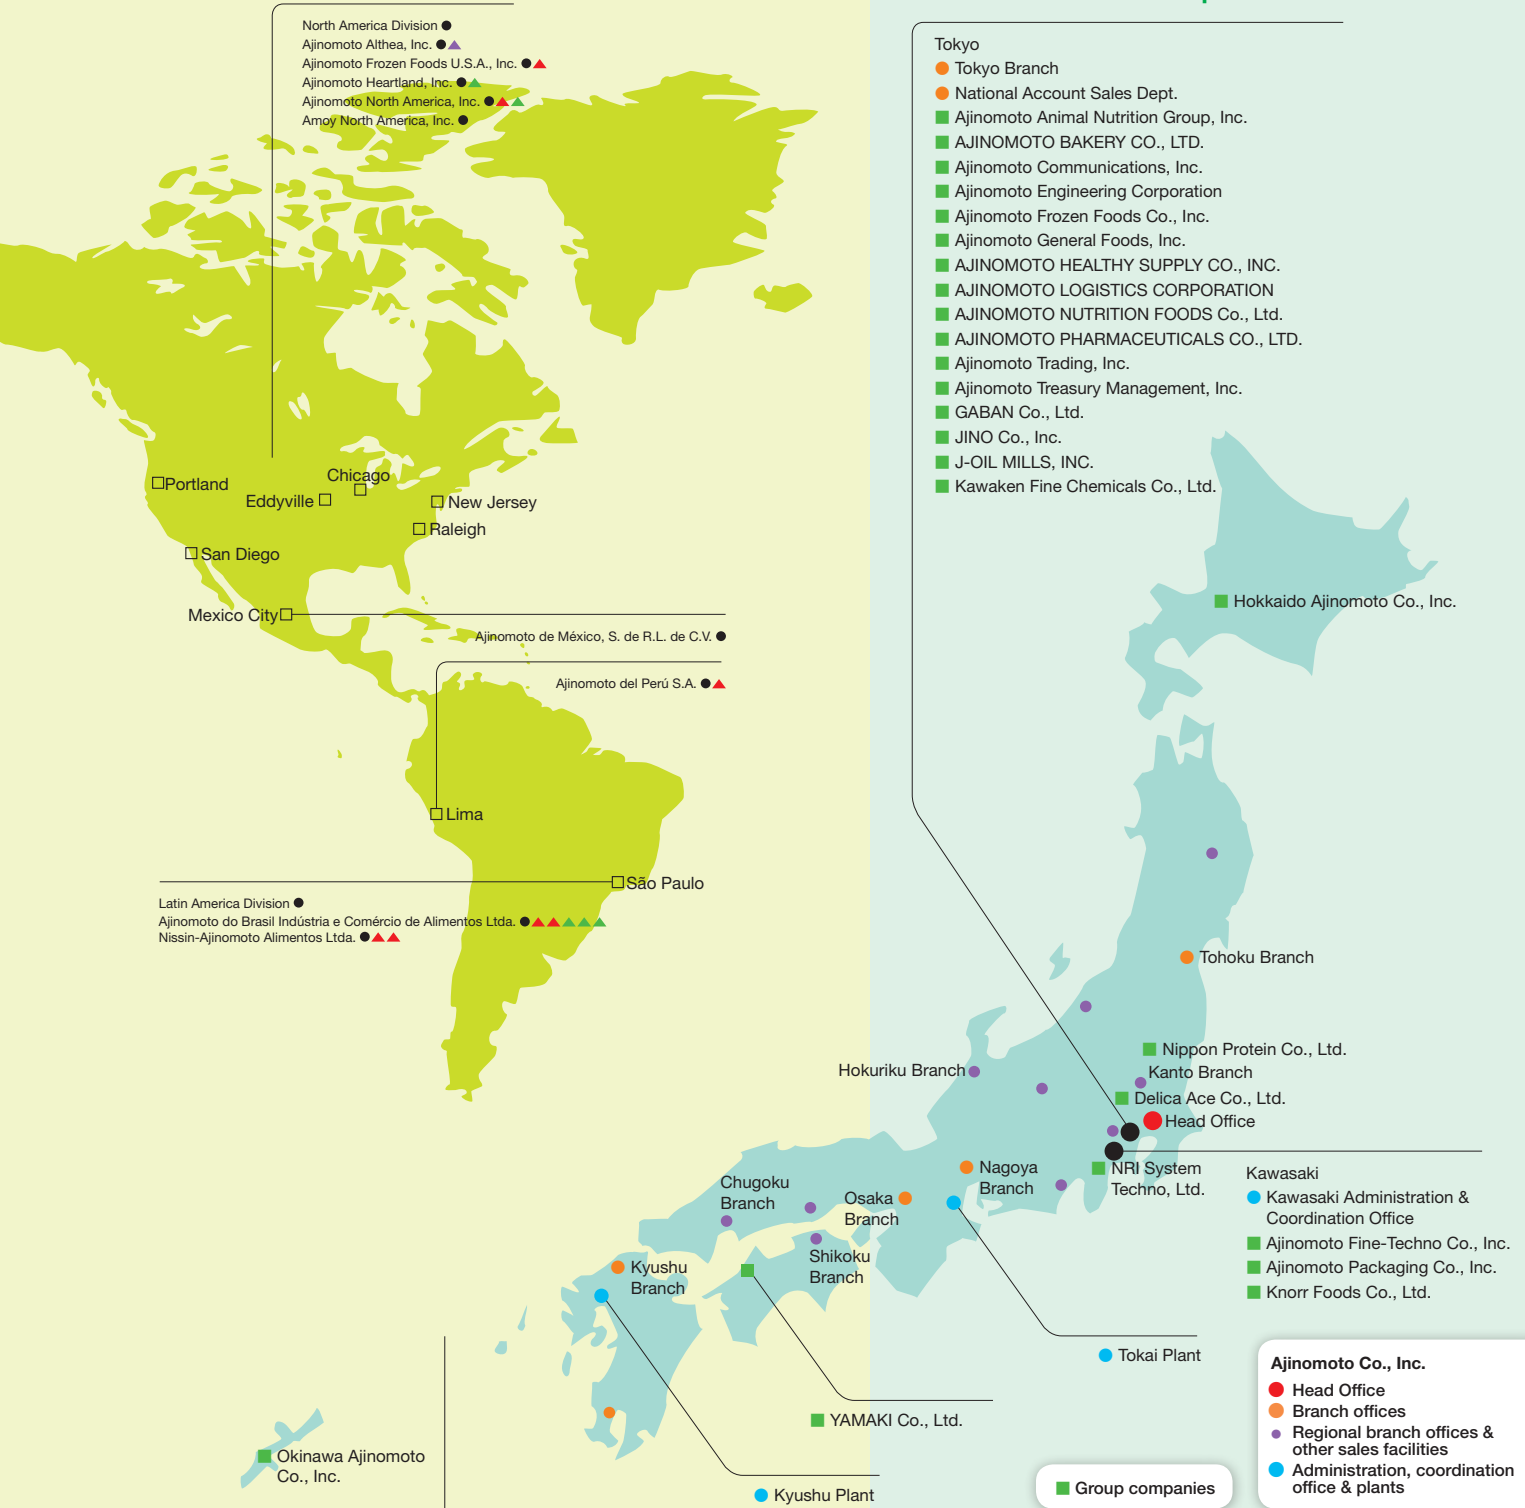 North America Division
Ajinomoto Althea, Inc.
Ajinomoto Frozen Foods U.S.A., Inc.
Ajinomoto Heartland, Inc.
Ajinomoto North America, Inc.
Amoy North America, Inc.
Portland
Chicago
Eddyville
New Jersey
Raleigh
San Diego
Mexico City
Ajinomoto de México, S. de R.L. de C.V.
Ajinomoto del Perú S.A.
Lima
São Paulo
Latin America Division
Ajinomoto do Brasil Indústria e Comércio de Alimentos Ltda.
Nissin-Ajinomoto Alimentos Ltda.
Tokyo
Tokyo Branch
National Account Sales Dept.
Ajinomoto Animal Nutrition Group, Inc.
AJINOMOTO BAKERY CO., LTD.
Ajinomoto Communications, Inc.
Ajinomoto Engineering Corporation
Ajinomoto Frozen Foods Co., Inc.
Ajinomoto General Foods, Inc.
AJINOMOTO HEALTHY SUPPLY CO., INC.
AJINOMOTO LOGISTICS CORPORATION
AJINOMOTO NUTRITION FOODS Co., Ltd.
AJINOMOTO PHARMACEUTICALS CO., LTD.
Ajinomoto Trading, Inc.
Ajinomoto Treasury Management, Inc.
GABAN Co., Ltd.
JINO Co., Inc.
J-OIL MILLS, INC.
Kawaken Fine Chemicals Co., Ltd.
Hokkaido Ajinomoto Co., Inc.
Tohoku Branch
Nippon Protein Co., Ltd.
Hokuriku Branch
Kanto Branch
Delica Ace Co., Ltd.
Head Office
NRI System
Techno, Ltd.
Nagoya
Branch
Chugoku
Branch
Osaka
Branch
Shikoku
Branch
Kyushu
Branch
Kawasaki
Kawasaki Administration &
Coordination Office
Ajinomoto Fine-Techno Co., Inc.
Ajinomoto Packaging Co., Inc.
Knorr Foods Co., Ltd.
Tokai Plant
YAMAKI Co., Ltd.
Okinawa Ajinomoto
Co., Inc.
Kyushu Plant
Group companies
Ajinomoto Co., Inc.
Head Office
Branch offices
Regional branch offices &
other sales facilities
Administration, coordination
office & plants